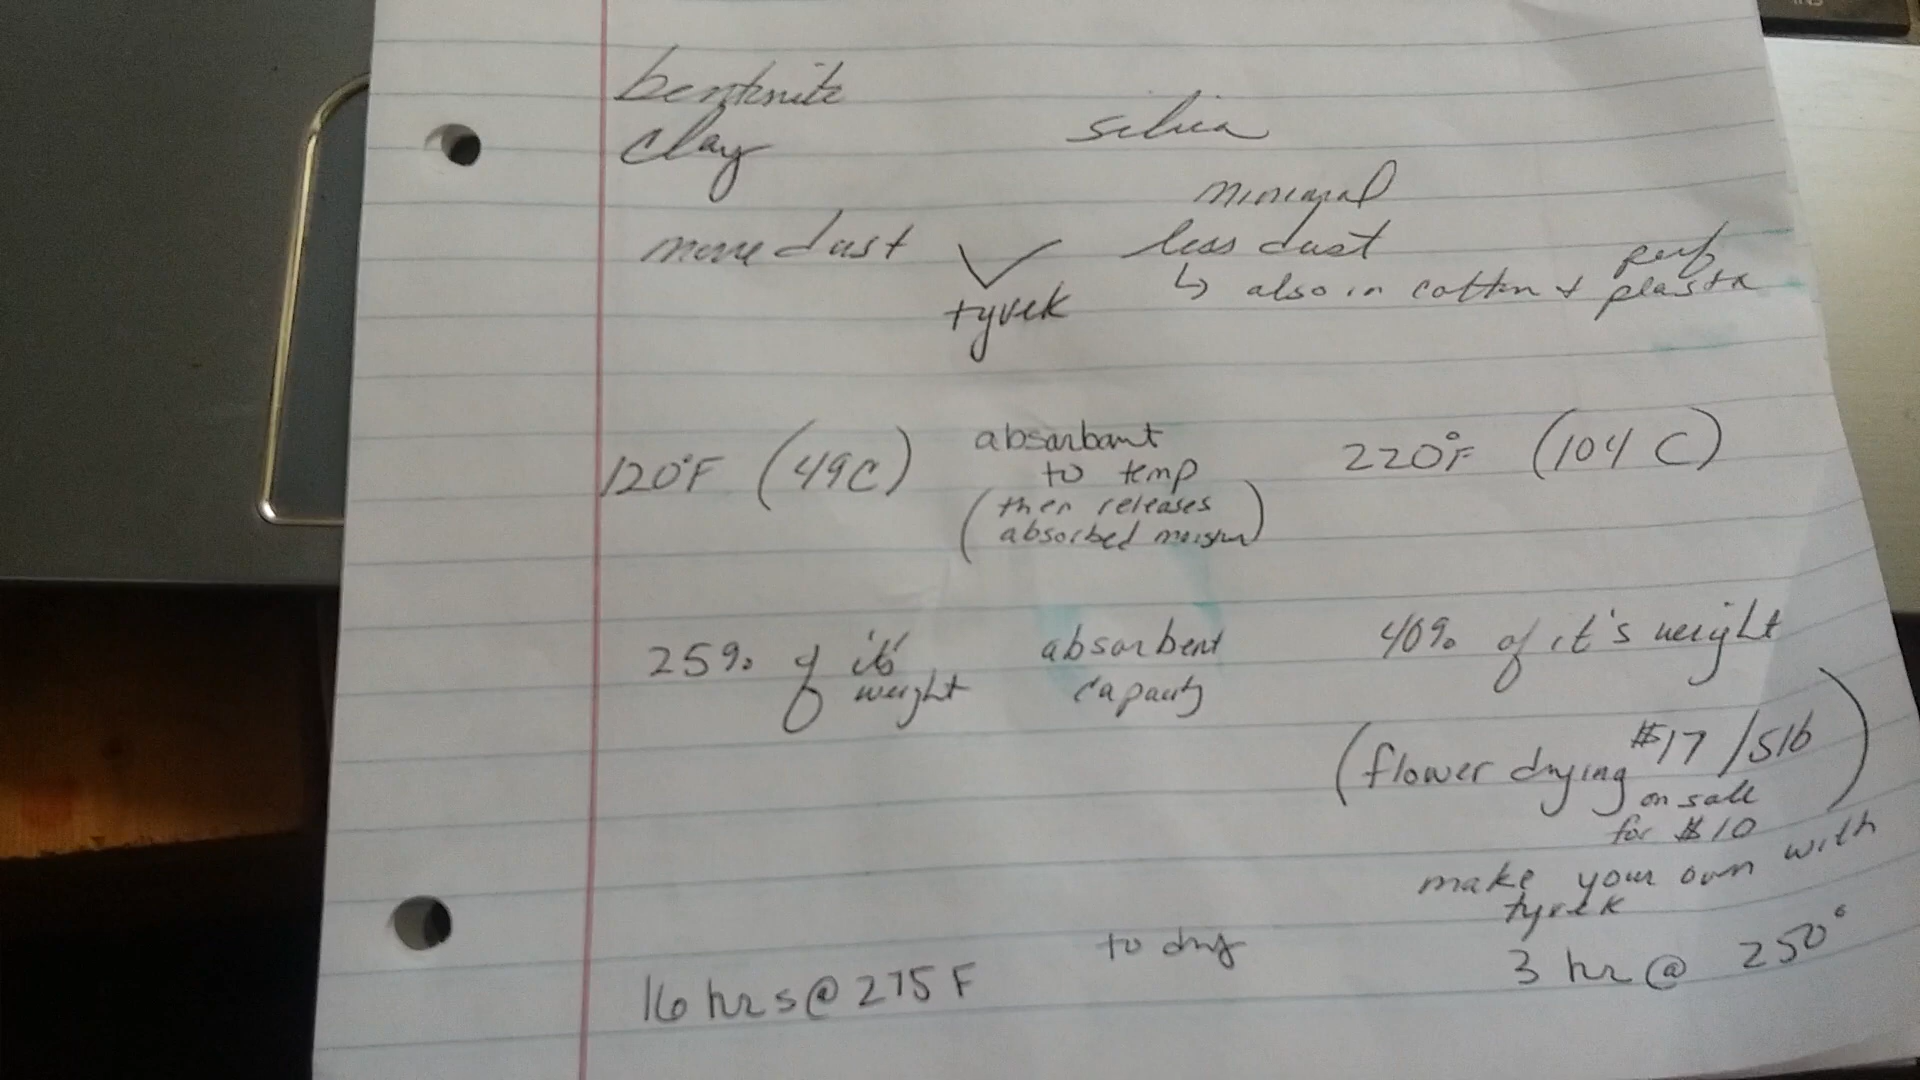 bentonite
clay
silica
minimal
more dust
less dust
tyvek
↳ also in cotton + perf plastic
120°F (49C)
absorbant
to temp
(then releases
absorbed moisture)
220°F (104 C)
25% of it's
weight
absorbent
capacity
40% of it's weight
(flower drying $17/5lb)
on sale
for $10
make your own with
tyvek
16 hrs @ 275 F
to dry
3 hr @ 250°